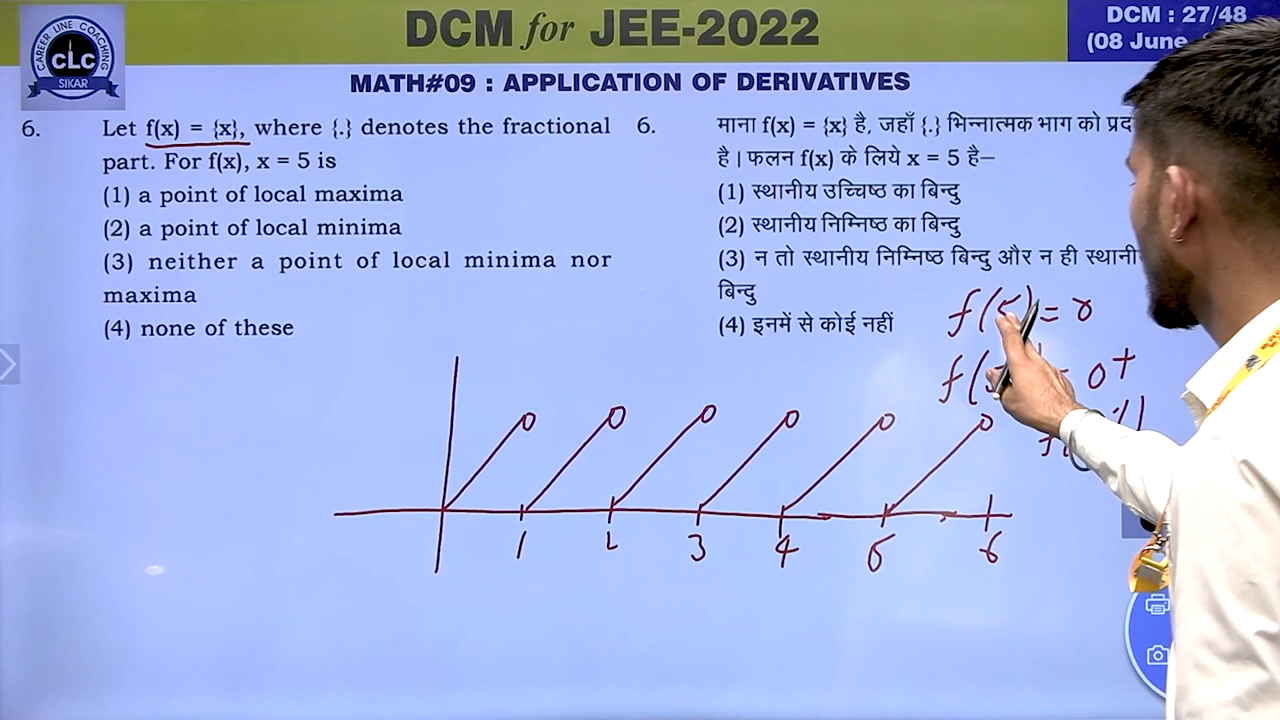 CAREER LINE COACHING
CLC
SIKAR
DCM for JEE-2022
DCM : 27/48
(08 June
MATH#09 : APPLICATION OF DERIVATIVES
6. Let f(x) = {x}, where {.} denotes the fractional
part. For f(x), x = 5 is
(1) a point of local maxima
(2) a point of local minima
(3) neither a point of local minima nor
maxima
(4) none of these
6. माना f(x) = {x} है, जहाँ {.} भिन्नात्मक भाग को
है। फलन f(x) के लिये x = 5 है–
(1) स्थानीय उच्चिष्ठ का बिन्दु
(2) स्थानीय निम्निष्ठ का बिन्दु
(3) न तो स्थानीय निम्निष्ठ बिन्दु और न ही
बिन्दु
(4) इनमें से कोई नहीं
f(5) = 0
0+
1 2 3 4 5 6